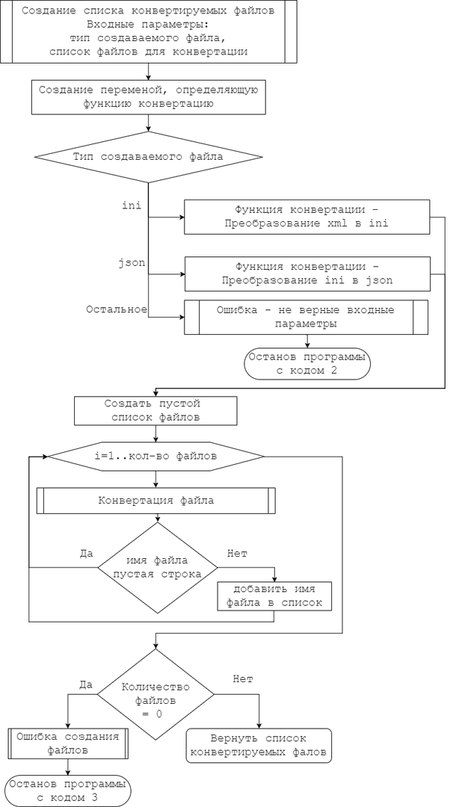 Создание списка конвертируемых файлов
Входные параметры:
тип создаваемого файла,
список файлов для конвертации
Создание переменой, определяющую
функцию конвертацию
Тип создаваемого файла
ini
Функция конвертации –
Преобразование xml в ini
json
Функция конвертации –
Преобразование ini в json
Остальное
Ошибка – не верные входные
параметры
Останов программы
с кодом 2
Создать пустой
список файлов
i=1..кол-во файлов
Конвертация файла
Да
имя файла
пустая строка
Нет
добавить имя
файла в список
Да
Количество
файлов
= 0
Нет
Ошибка создания
файлов
Вернуть список
конвертируемых фалов
Останов программы
с кодом 3